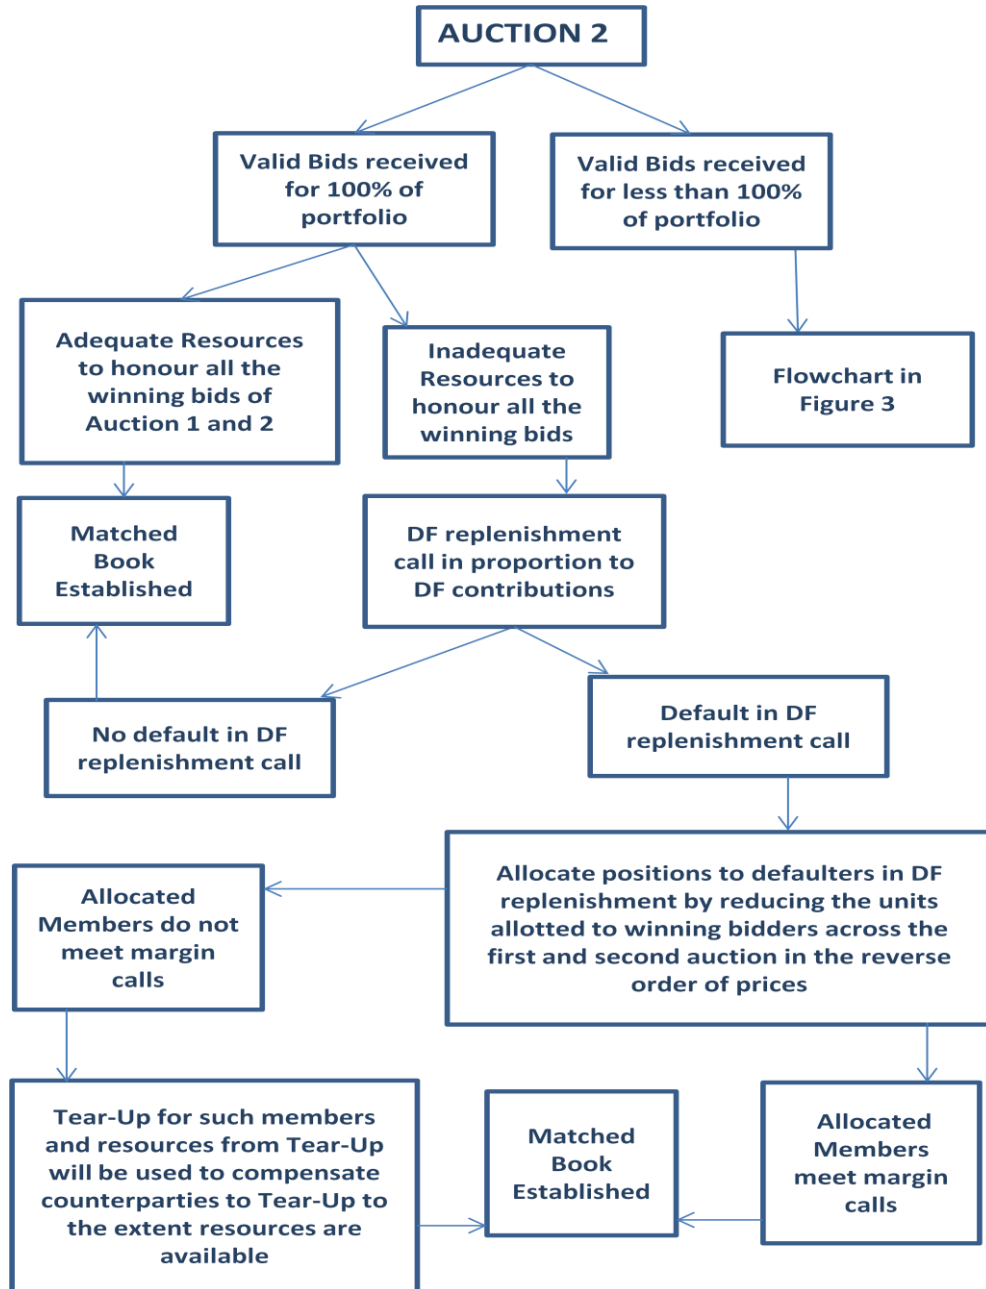 AUCTION 2
Valid Bids received
for 100% of
portfolio
Valid Bids received
for less than 100%
of portfolio
Adequate Resources
to honour all the
winning bids of
Auction 1 and 2
Inadequate
Resources to
honour all the
winning bids
Flowchart in
Figure 3
Matched
Book
Established
DF replenishment
call in proportion to
DF contributions
No default in DF
replenishment call
Default in DF
replenishment call
Allocated
Members do not
meet margin
calls
Allocate positions to defaulters in DF
replenishment by reducing the units
allotted to winning bidders across the
first and second auction in the reverse
order of prices
Tear-Up for such members
and resources from Tear-Up
will be used to compensate
counterparties to Tear-Up to
the extent resources are
available
Matched
Book
Established
Allocated
Members
meet margin
calls